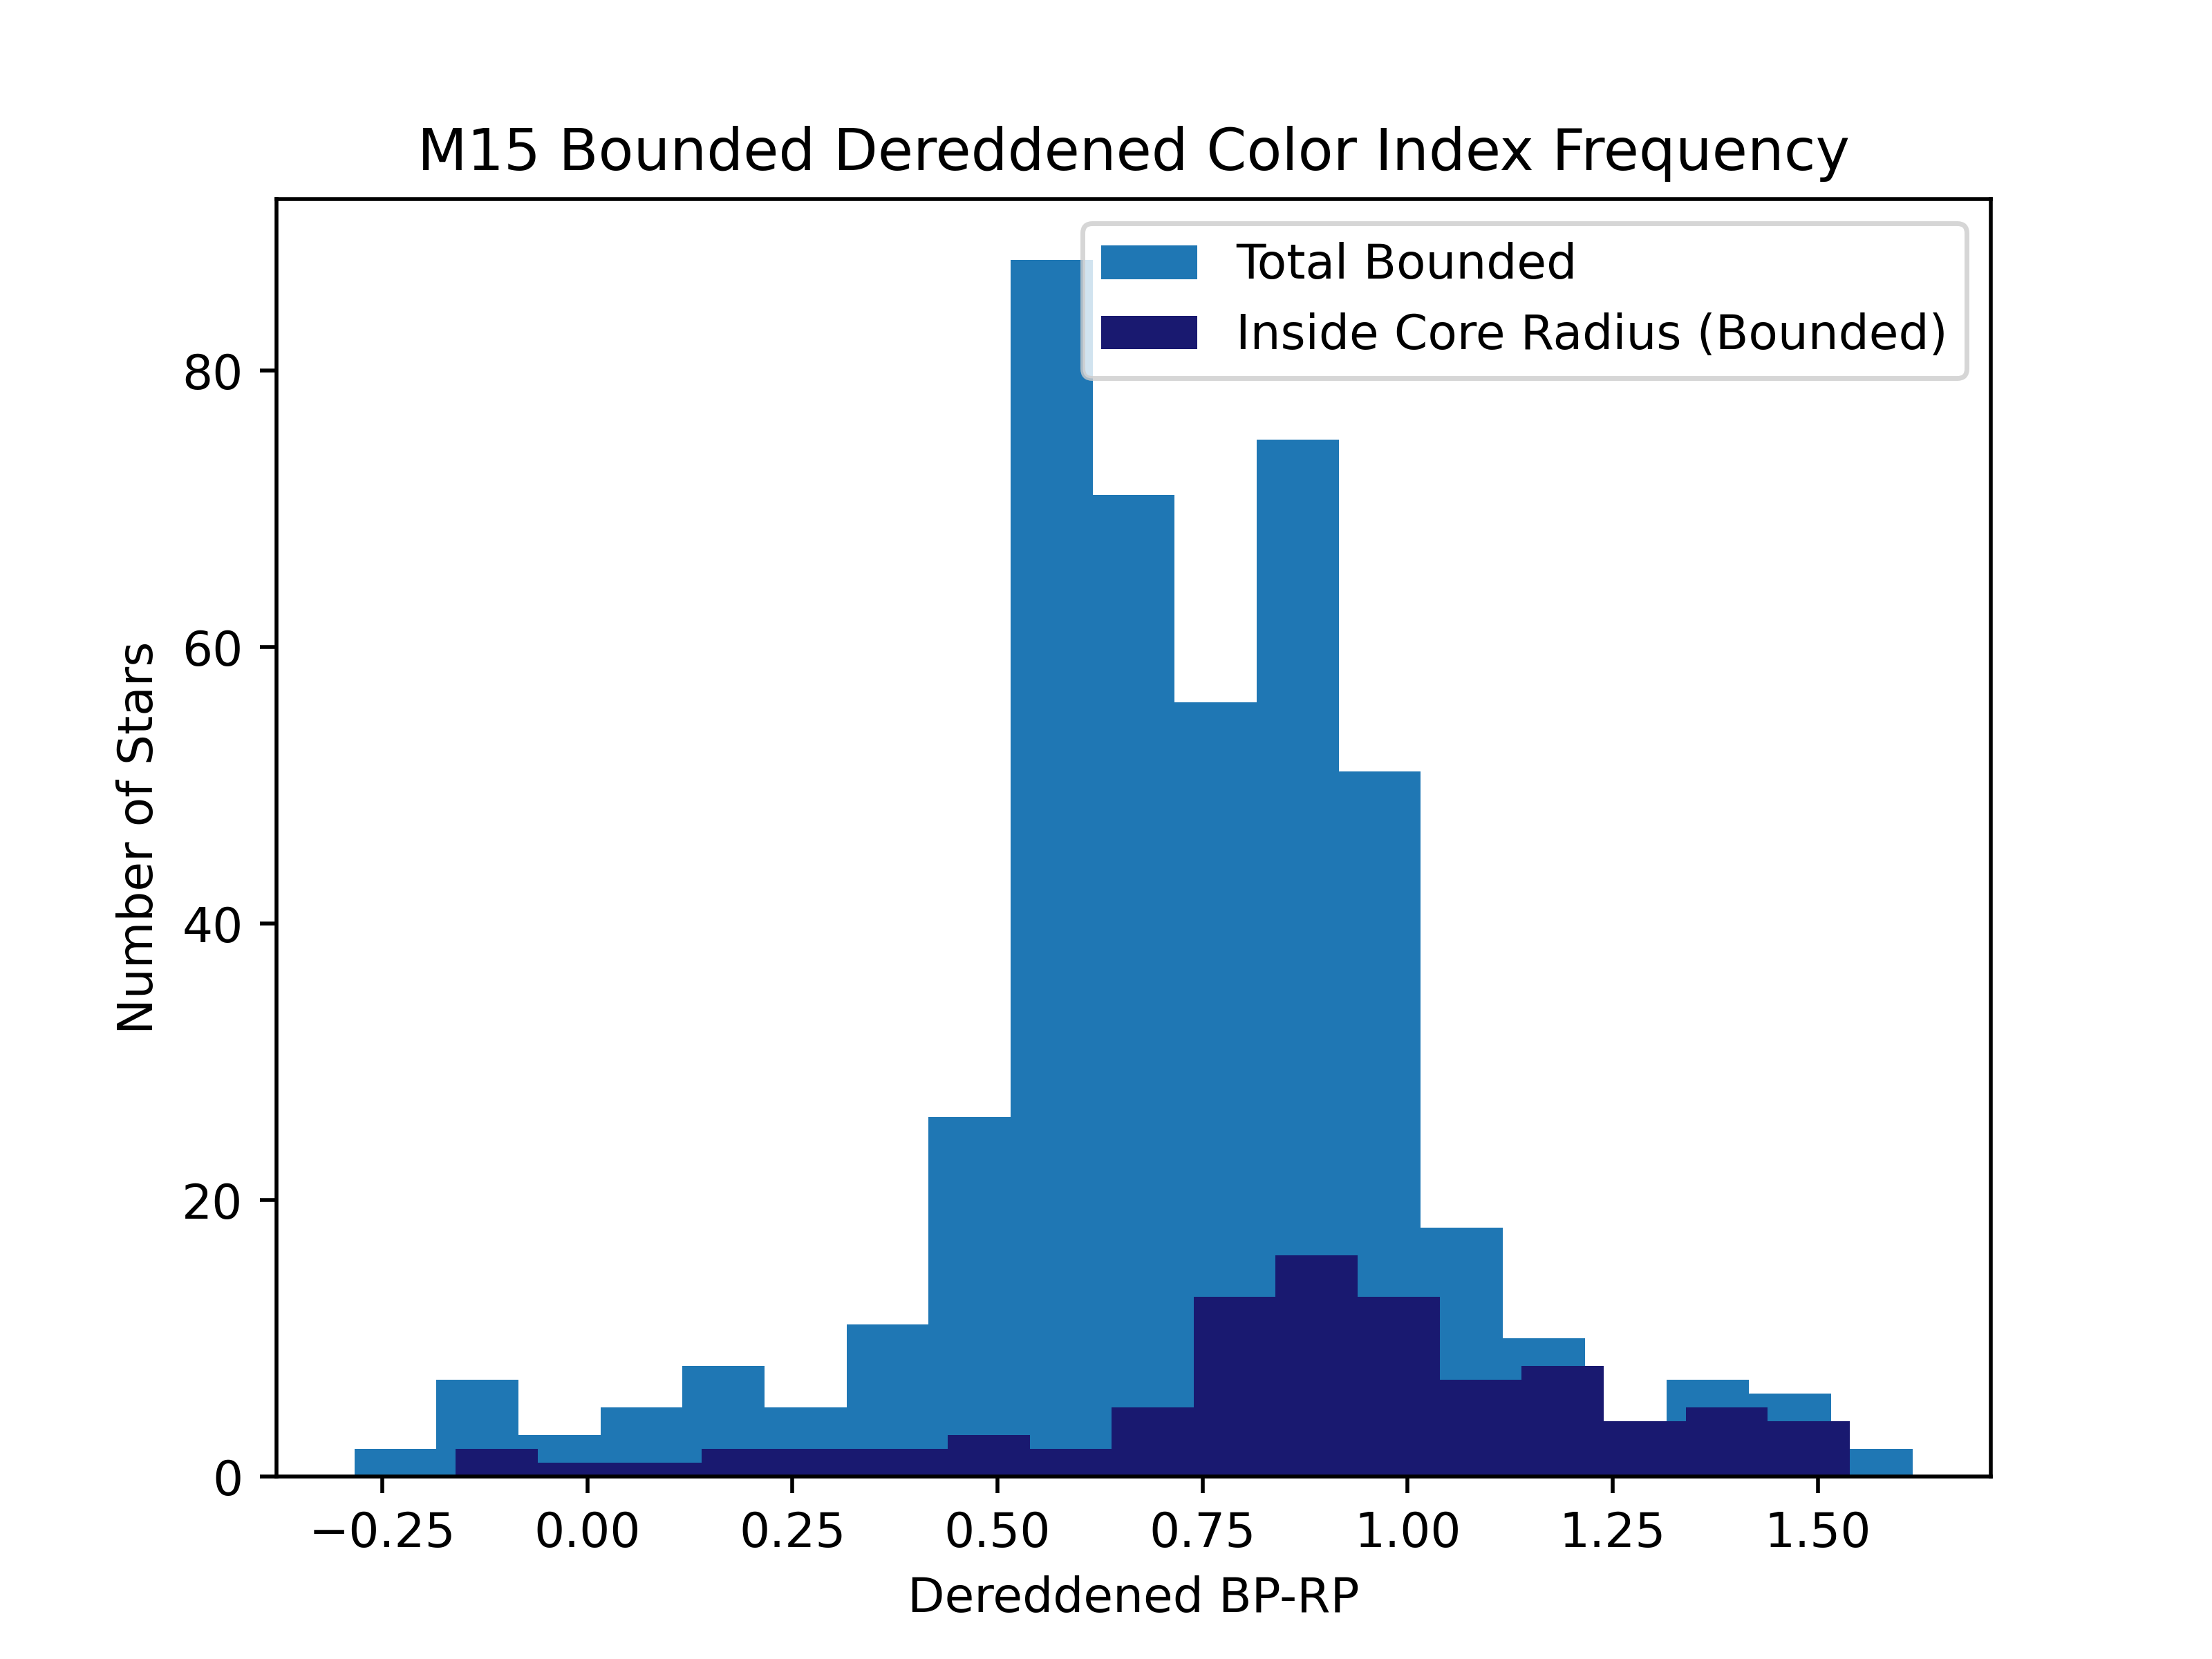 M15 Bounded Dereddened Color Index Frequency
Total Bounded
Inside Core Radius (Bounded)
80
60
40
20
0
Number of Stars
−0.25 0.00 0.25 0.50 0.75 1.00 1.25 1.50
Dereddened BP-RP